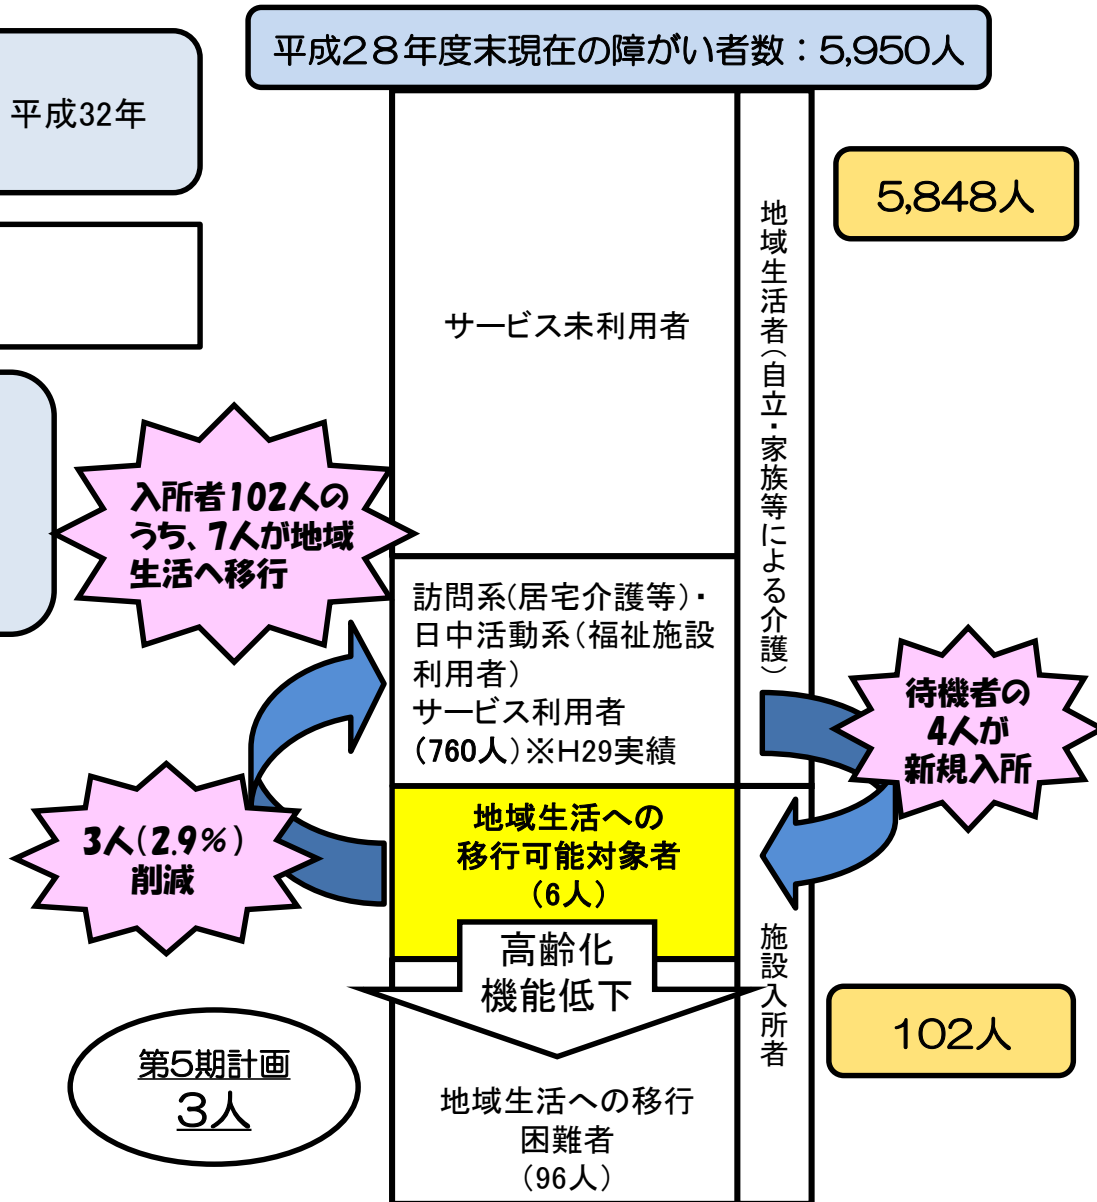 平成28年度末現在の障がい者数：5,950人
平成32年
5,848人
サービス未利用者
地域生活者（自立・家族等による介護）
入所者102人の
うち、7人が地域
生活へ移行
訪問系(居宅介護等)・
日中活動系(福祉施設
利用者)
サービス利用者
(760人)※H29実績
待機者の
4人が
新規入所
3人(2.9%)
削減
地域生活への
移行可能対象者
(6人)
高齢化
機能低下
施設入所者
102人
第5期計画
3人
地域生活への移行
困難者
(96人)